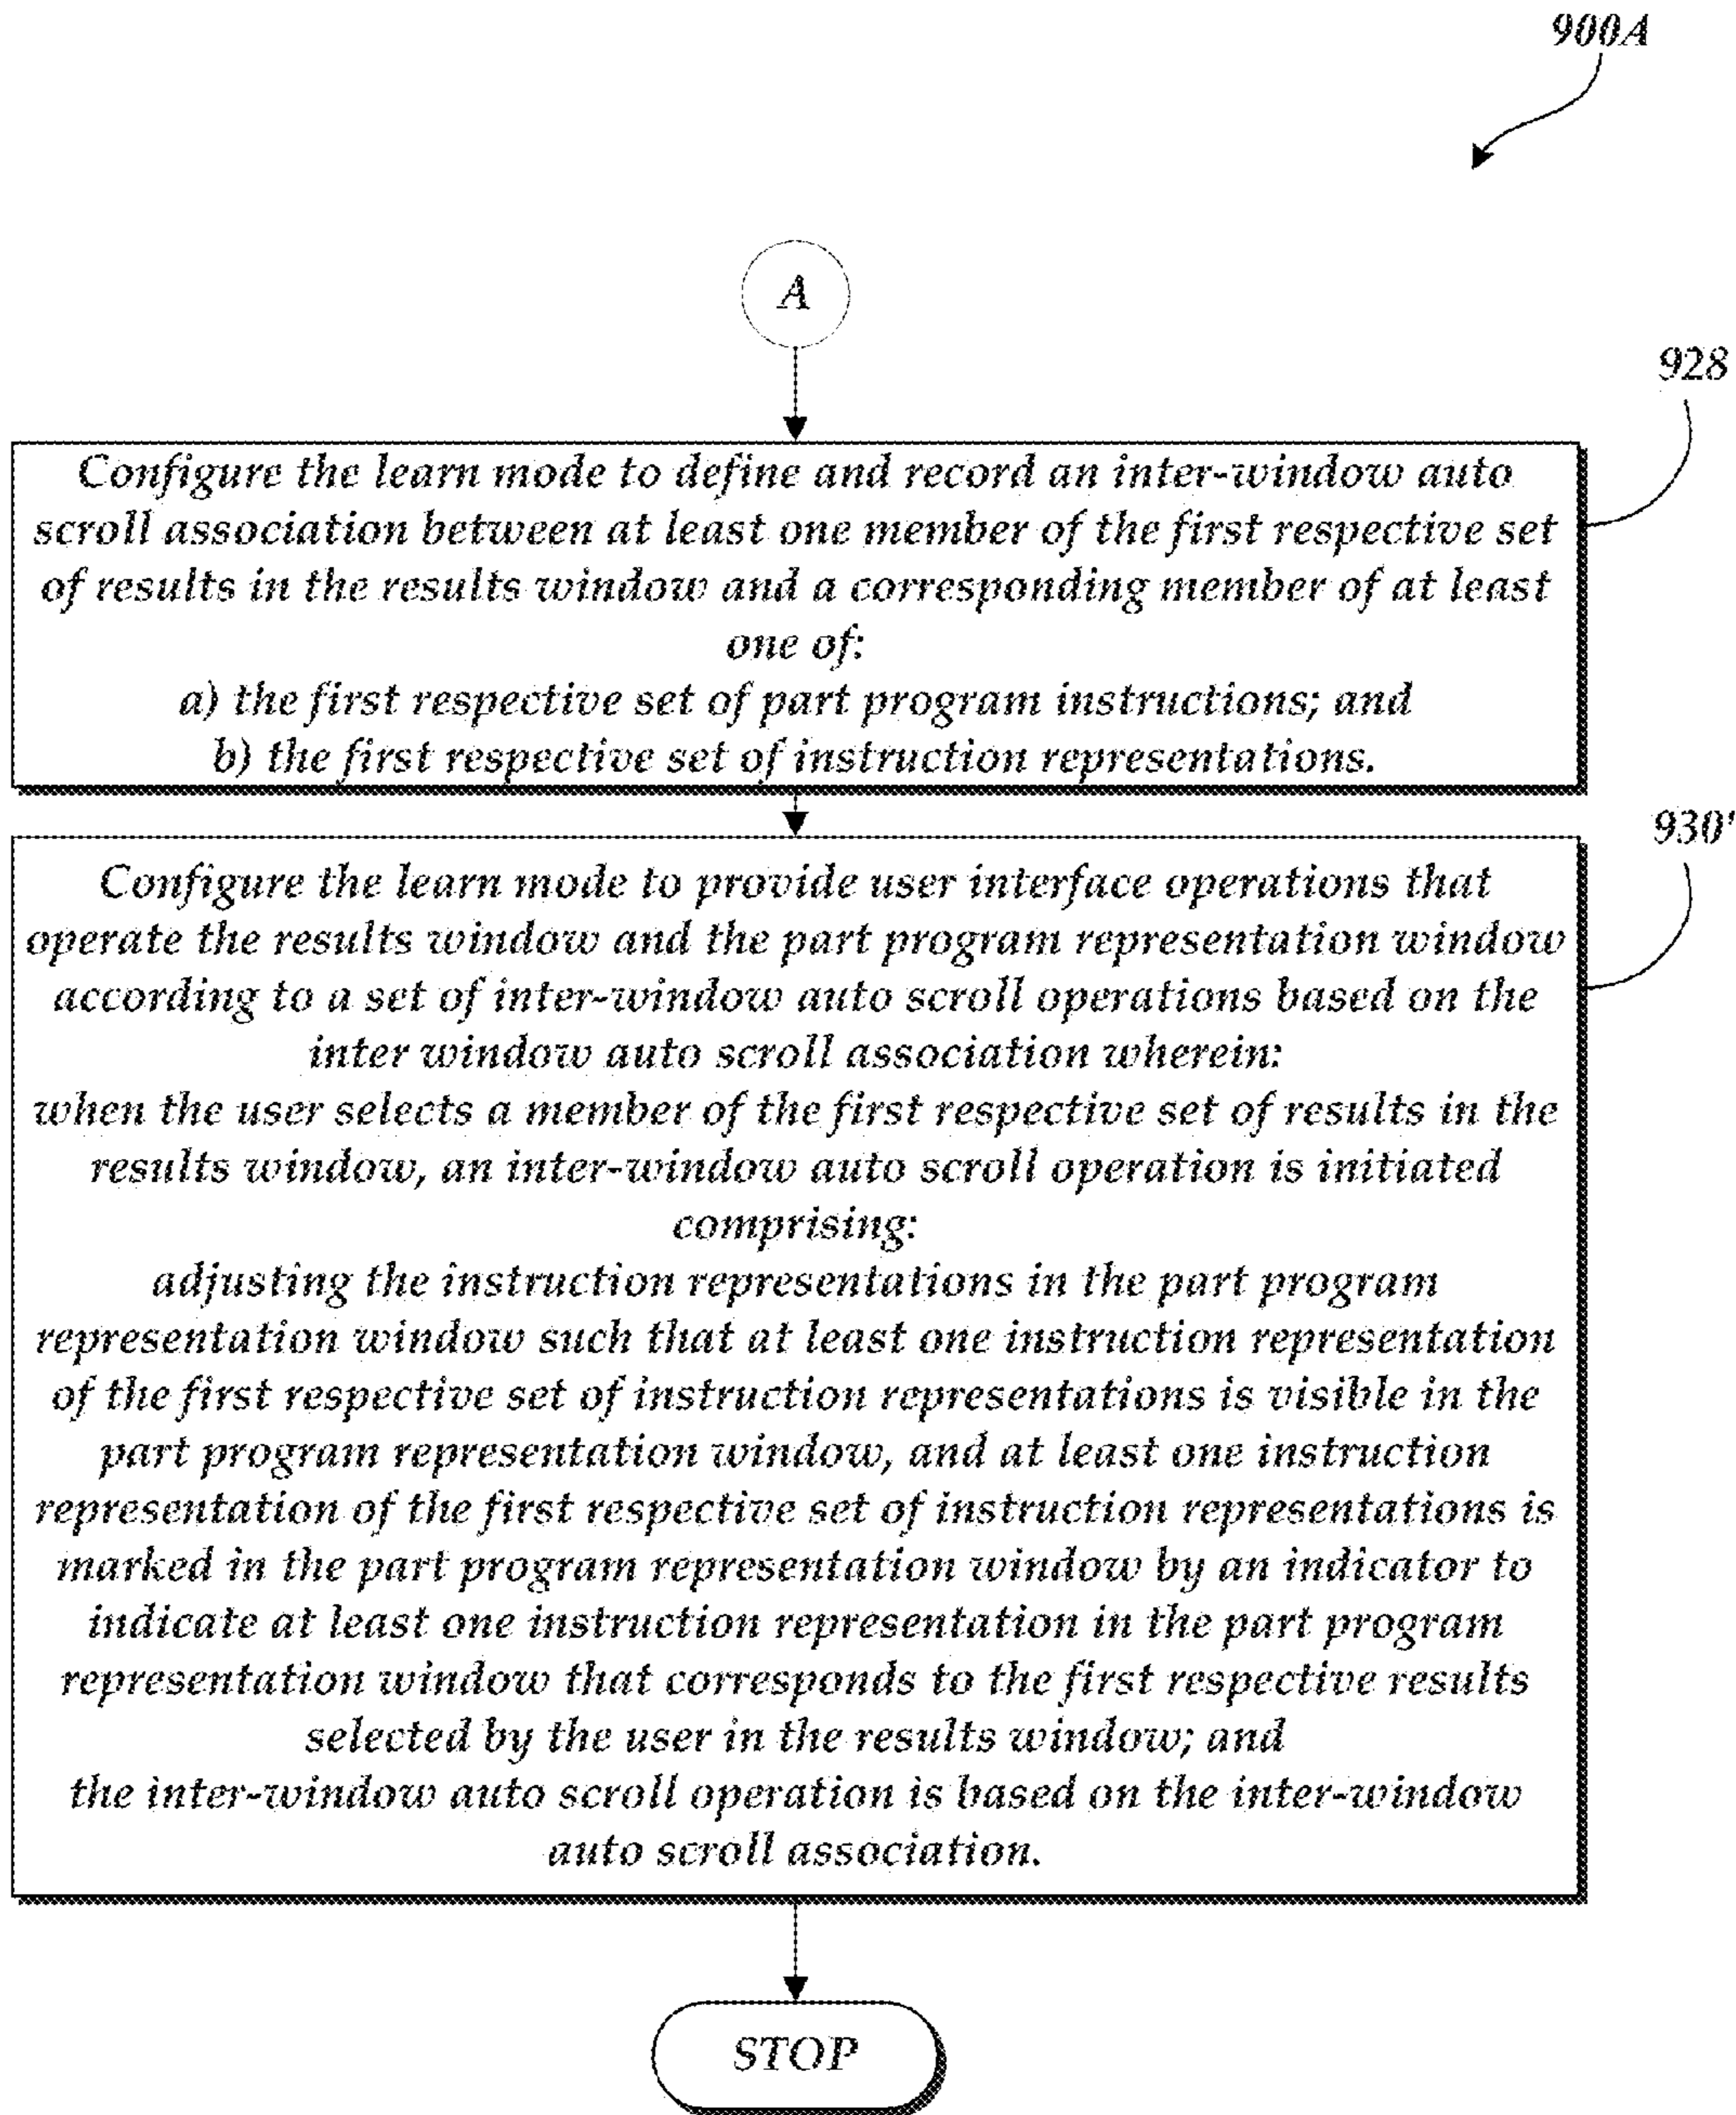 900A
A
928
Configure the learn mode to define and record an inter-window auto
scroll association between at least one member of the first respective set
of results in the results window and a corresponding member of at least
one of:
a) the first respective set of part program instructions; and
b) the first respective set of instruction representations.
930'
Configure the learn mode to provide user interface operations that
operate the results window and the part program representation window
according to a set of inter-window auto scroll operations based on the
inter window auto scroll association wherein:
when the user selects a member of the first respective set of results in the
results window, an inter-window auto scroll operation is initiated
comprising:
adjusting the instruction representations in the part program
representation window such that at least one instruction representation
of the first respective set of instruction representations is visible in the
part program representation window, and at least one instruction
representation of the first respective set of instruction representations is
marked in the part program representation window by an indicator to
indicate at least one instruction representation in the part program
representation window that corresponds to the first respective results
selected by the user in the results window; and
the inter-window auto scroll operation is based on the inter-window
auto scroll association.
STOP